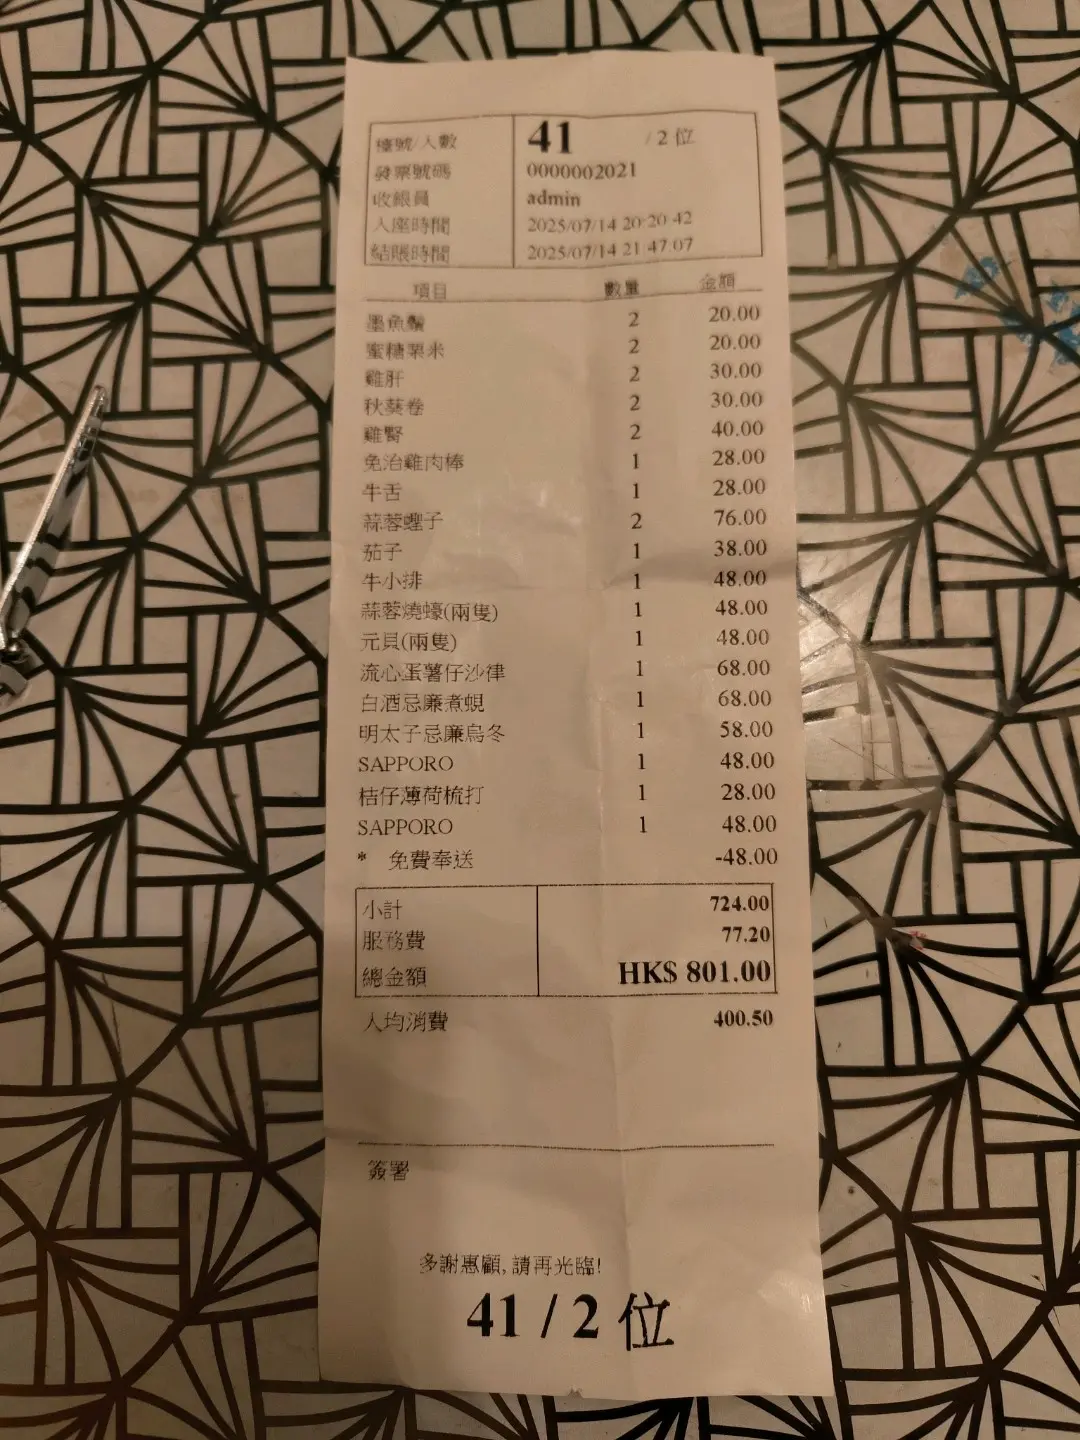 檯號/人數 41 / 2 位
發票號碼 0000002021
收銀員 admin
入座時間 2025/07/14 20:20:42
結賬時間 2025/07/14 21:47:07
項目 數量 金額
墨魚鬚 2 20.00
蜜糖粟米 2 20.00
雞肝 2 30.00
秋葵卷 2 30.00
雞腎 2 40.00
免治雞肉棒 1 28.00
牛舌 1 28.00
蒜蓉蟶子 2 76.00
茄子 1 38.00
牛小排 1 48.00
蒜蓉燒蠔(兩隻) 1 48.00
元貝(兩隻) 1 48.00
流心蛋薯仔沙律 1 68.00
白酒忌廉煮蜆 1 68.00
明太子忌廉烏冬 1 58.00
SAPPORO 1 48.00
桔仔薄荷梳打 1 28.00
SAPPORO 1 48.00
* 免費奉送 -48.00
小計 724.00
服務費 77.20
總金額 HK$ 801.00
人均消費 400.50
簽署
多謝惠顧, 請再光臨!
41 / 2 位